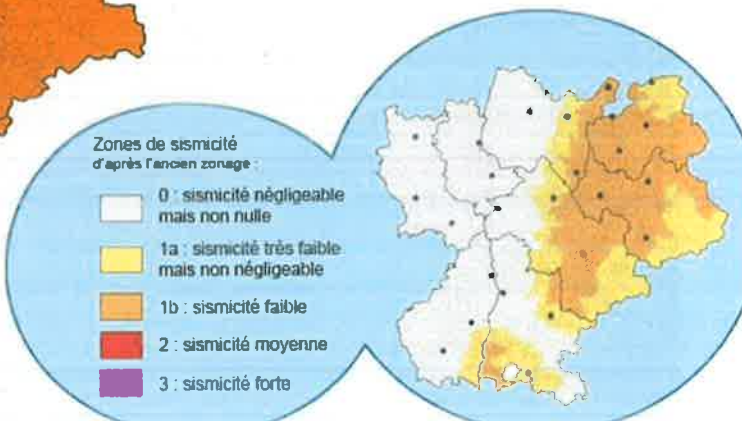 Zones de sismicité
d'après l'ancien zonage :
0 : sismicité négligeable
mais non nulle
1a : sismicité très faible
mais non négligeable
1b : sismicité faible
2 : sismicité moyenne
3 : sismicité forte